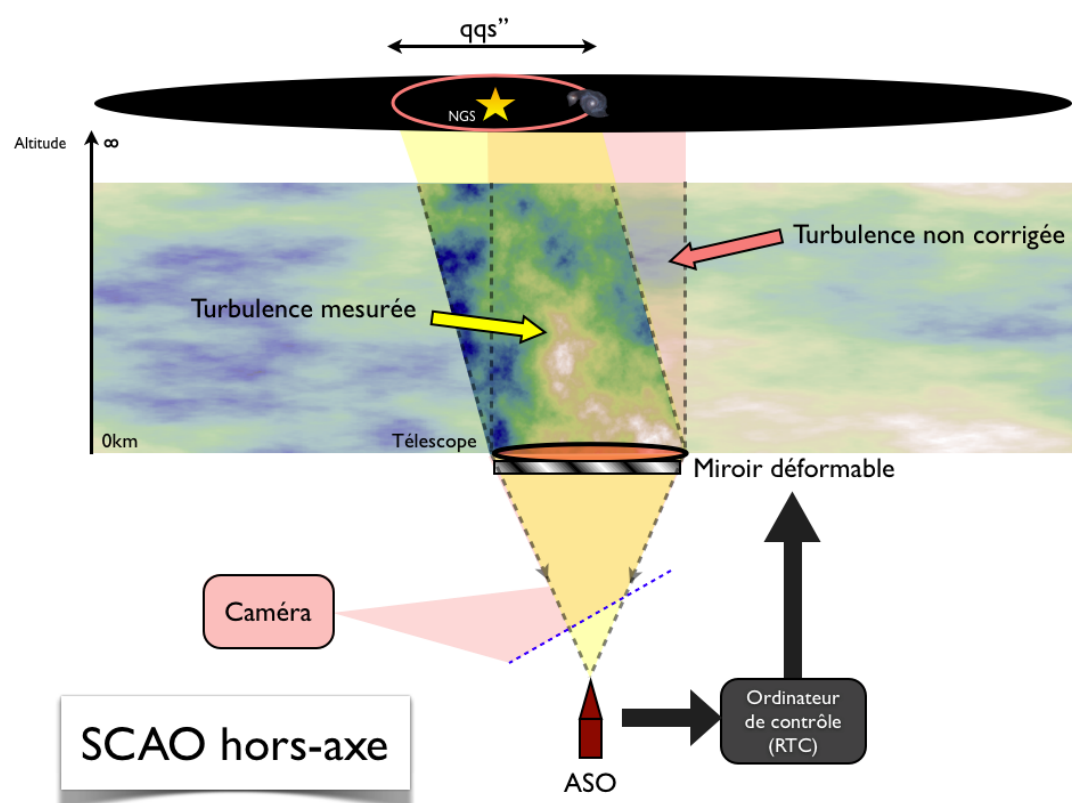 qqs”
NGS
Altitude
∞
Turbulence non corrigée
Turbulence mesurée
0km
Télescope
Miroir déformable
Caméra
Ordinateur
de contrôle
(RTC)
SCAO hors-axe
ASO